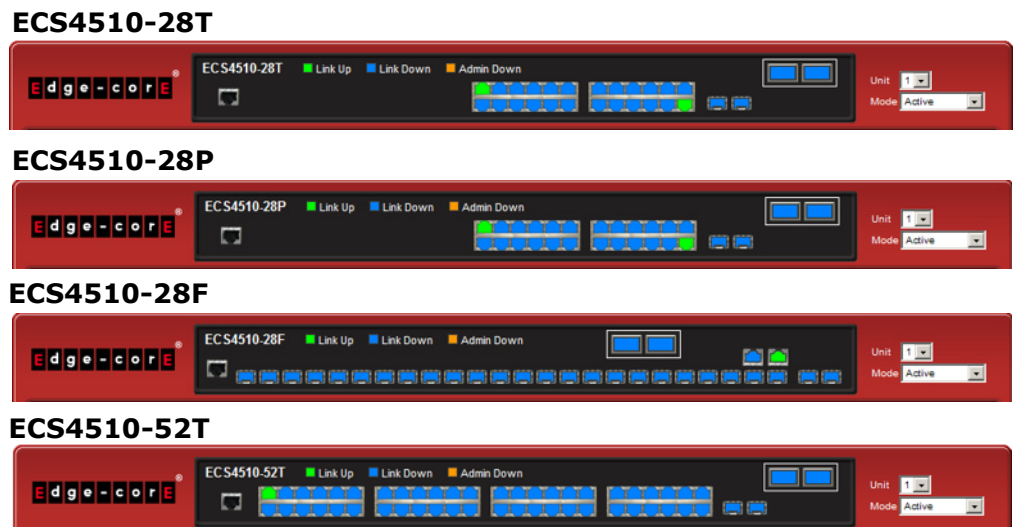 ECS4510-28T
Edge-corE®
ECS4510-28T Link Up Link Down Admin Down
Unit 1
Mode Active
ECS4510-28P
Edge-corE®
ECS4510-28P Link Up Link Down Admin Down
Unit 1
Mode Active
ECS4510-28F
Edge-corE®
ECS4510-28F Link Up Link Down Admin Down
Unit 1
Mode Active
ECS4510-52T
Edge-corE®
ECS4510-52T Link Up Link Down Admin Down
Unit 1
Mode Active